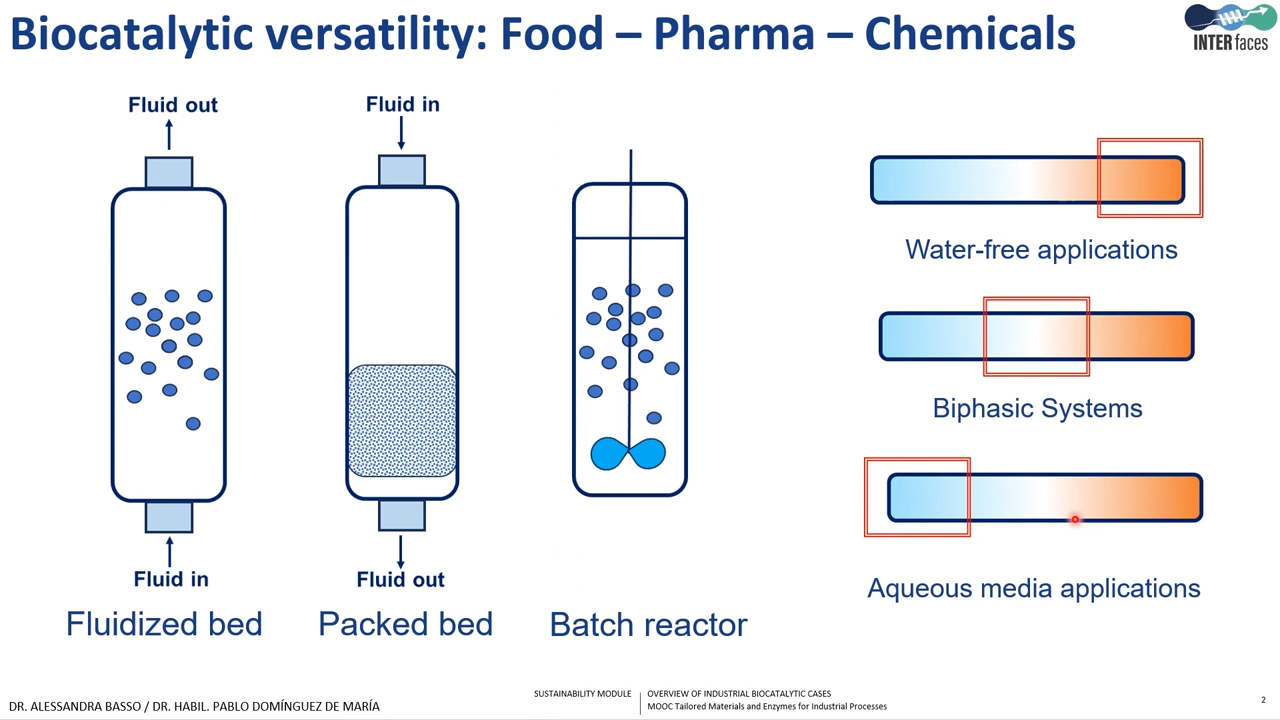 Biocatalytic versatility: Food – Pharma – Chemicals
INTERfaces
Fluid out
Fluid in
Fluid in
Fluid out
Fluidized bed
Packed bed
Batch reactor
Water-free applications
Biphasic Systems
Aqueous media applications
DR. ALESSANDRA BASSO / DR. HABIL. PABLO DOMÍNGUEZ DE MARÍA
SUSTAINABILITY MODULE
OVERVIEW OF INDUSTRIAL BIOCATALYTIC CASES
MOOC Tailored Materials and Enzymes for Industrial Processes
2